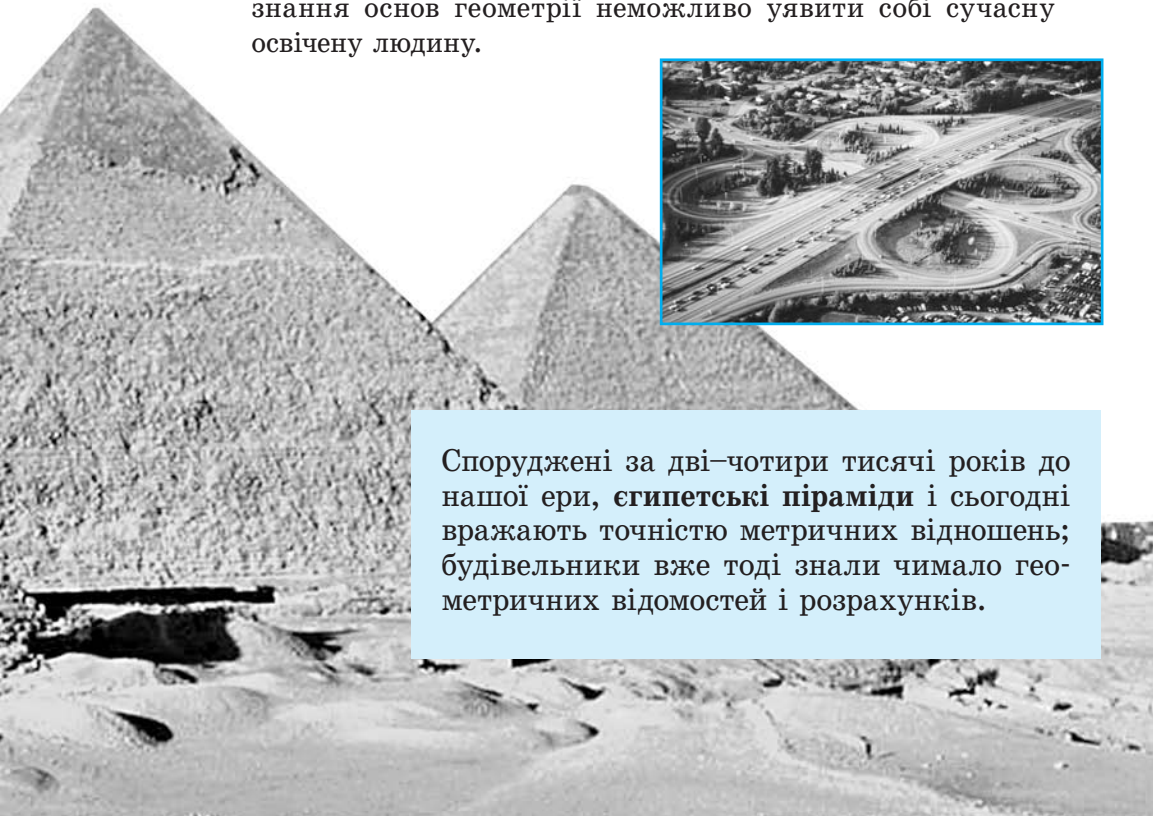 знання основ геометрії неможливо уявити собі сучасну
освічену людину.
Споруджені за дві–чотири тисячі років до
нашої ери, єгипетські піраміди і сьогодні
вражають точністю метричних відношень;
будівельники вже тоді знали чимало гео-
метричних відомостей і розрахунків.